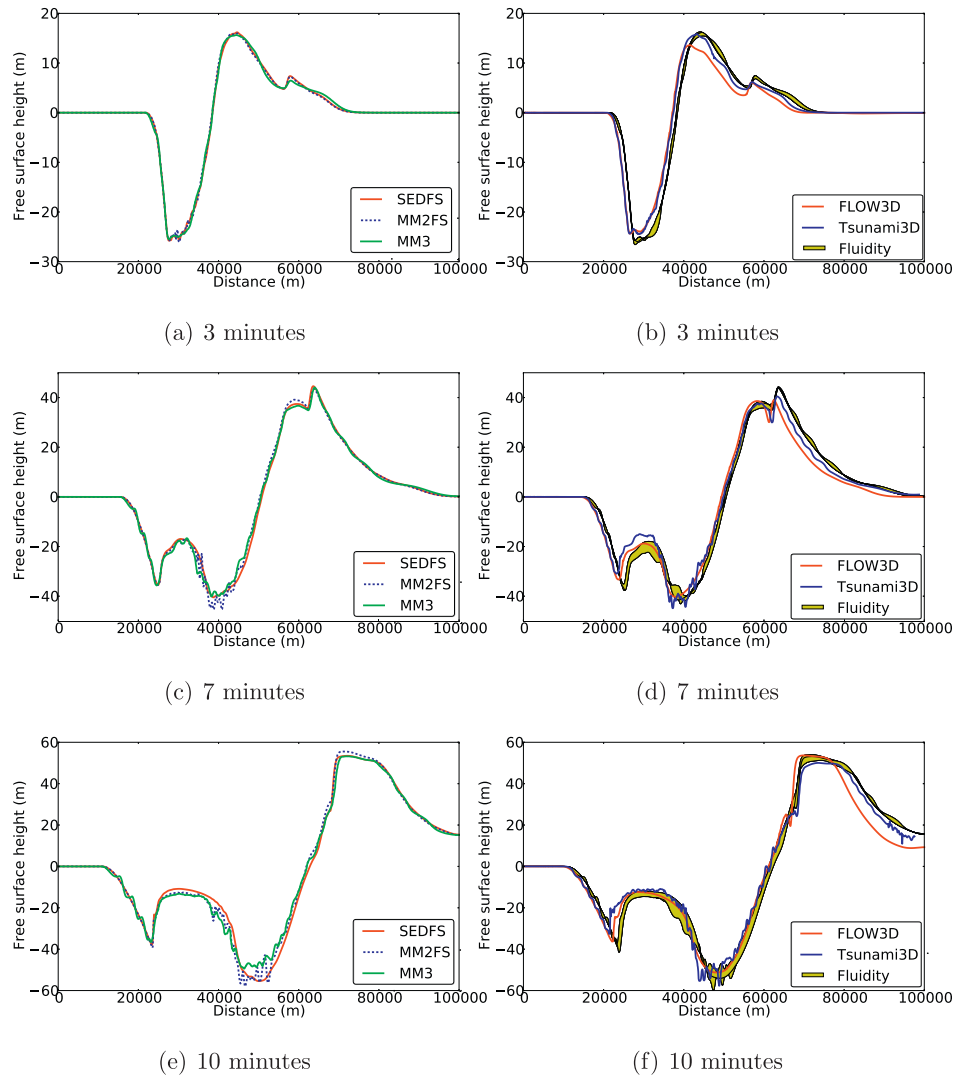 20
10
0
−10
−20
−30
0 20000 40000 60000 80000 100000
Free surface height (m)
Distance (m)
SEDFS
MM2FS
MM3
(a) 3 minutes
20
10
0
−10
−20
−30
0 20000 40000 60000 80000 100000
Free surface height (m)
Distance (m)
FLOW3D
Tsunami3D
Fluidity
(b) 3 minutes
40
20
0
−20
−40
0 20000 40000 60000 80000 100000
Free surface height (m)
Distance (m)
SEDFS
MM2FS
MM3
(c) 7 minutes
40
20
0
−20
−40
0 20000 40000 60000 80000 100000
Free surface height (m)
Distance (m)
FLOW3D
Tsunami3D
Fluidity
(d) 7 minutes
60
40
20
0
−20
−40
−60
0 20000 40000 60000 80000 100000
Free surface height (m)
Distance (m)
SEDFS
MM2FS
MM3
(e) 10 minutes
60
40
20
0
−20
−40
−60
0 20000 40000 60000 80000 100000
Free surface height (m)
Distance (m)
FLOW3D
Tsunami3D
Fluidity
(f) 10 minutes